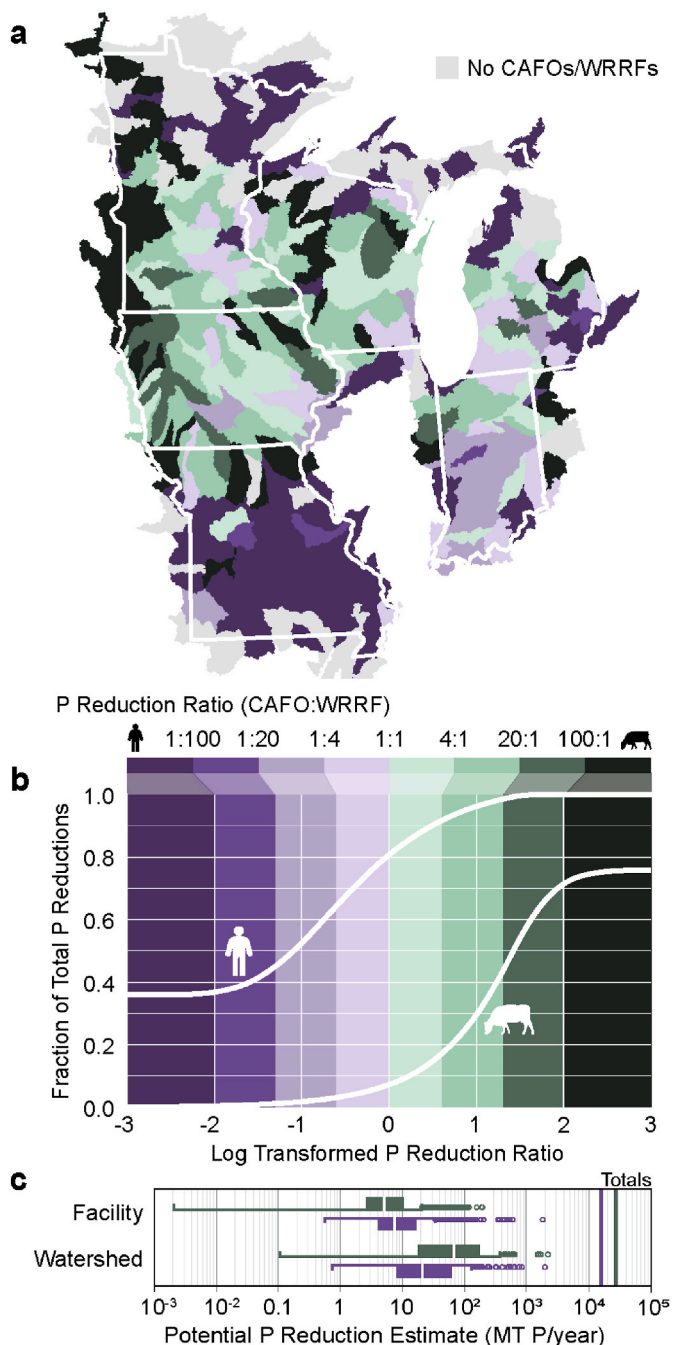 a
No CAFOs/WRRFs
P Reduction Ratio (CAFO:WRRF)
1:100 1:20 1:4 1:1 4:1 20:1 100:1
b
Fraction of Total P Reductions
1.0
0.8
0.6
0.4
0.2
0.0
-3 -2 -1 0 1 2 3
Log Transformed P Reduction Ratio
c
Totals
Facility
Watershed
10-3 10-2 0.1 1 10 102 103 104 105
Potential P Reduction Estimate (MT P/year)